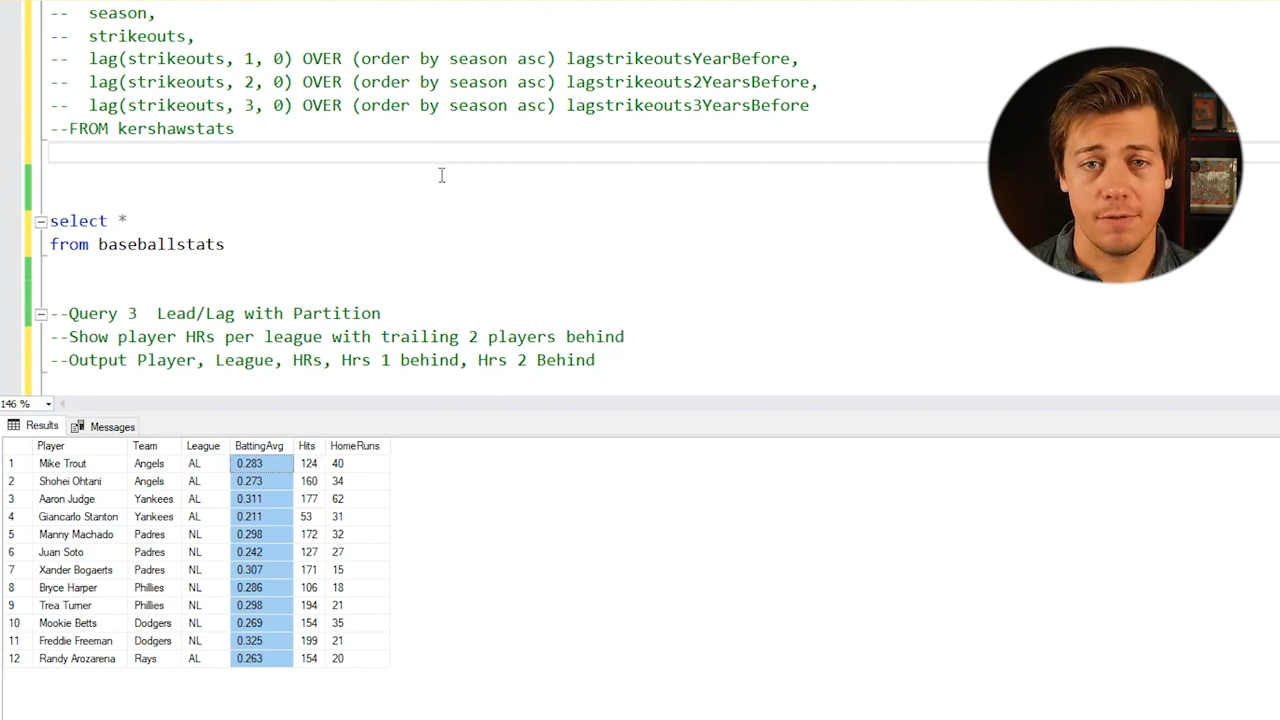 -- season,
-- strikeouts,
-- lag(strikeouts, 1, 0) OVER (order by season asc) lagstrikeoutsYearBefore,
-- lag(strikeouts, 2, 0) OVER (order by season asc) lagstrikeouts2YearsBefore,
-- lag(strikeouts, 3, 0) OVER (order by season asc) lagstrikeouts3YearsBefore
--FROM kershawstats
select *
from baseballstats
--Query 3 Lead/Lag with Partition
--Show player HRs per league with trailing 2 players behind
--Output Player, League, HRs, Hrs 1 behind, Hrs 2 Behind
146 %
Results Messages
Player Team League BattingAvg Hits HomeRuns
1 Mike Trout Angels AL 0.283 124 40
2 Shohei Ohtani Angels AL 0.273 160 34
3 Aaron Judge Yankees AL 0.311 177 62
4 Giancarlo Stanton Yankees AL 0.211 53 31
5 Manny Machado Padres NL 0.298 172 32
6 Juan Soto Padres NL 0.242 127 27
7 Xander Bogaerts Padres NL 0.307 171 15
8 Bryce Harper Phillies NL 0.286 106 18
9 Trea Turner Phillies NL 0.298 194 21
10 Mookie Betts Dodgers NL 0.269 154 35
11 Freddie Freeman Dodgers NL 0.325 199 21
12 Randy Arozarena Rays AL 0.263 154 20